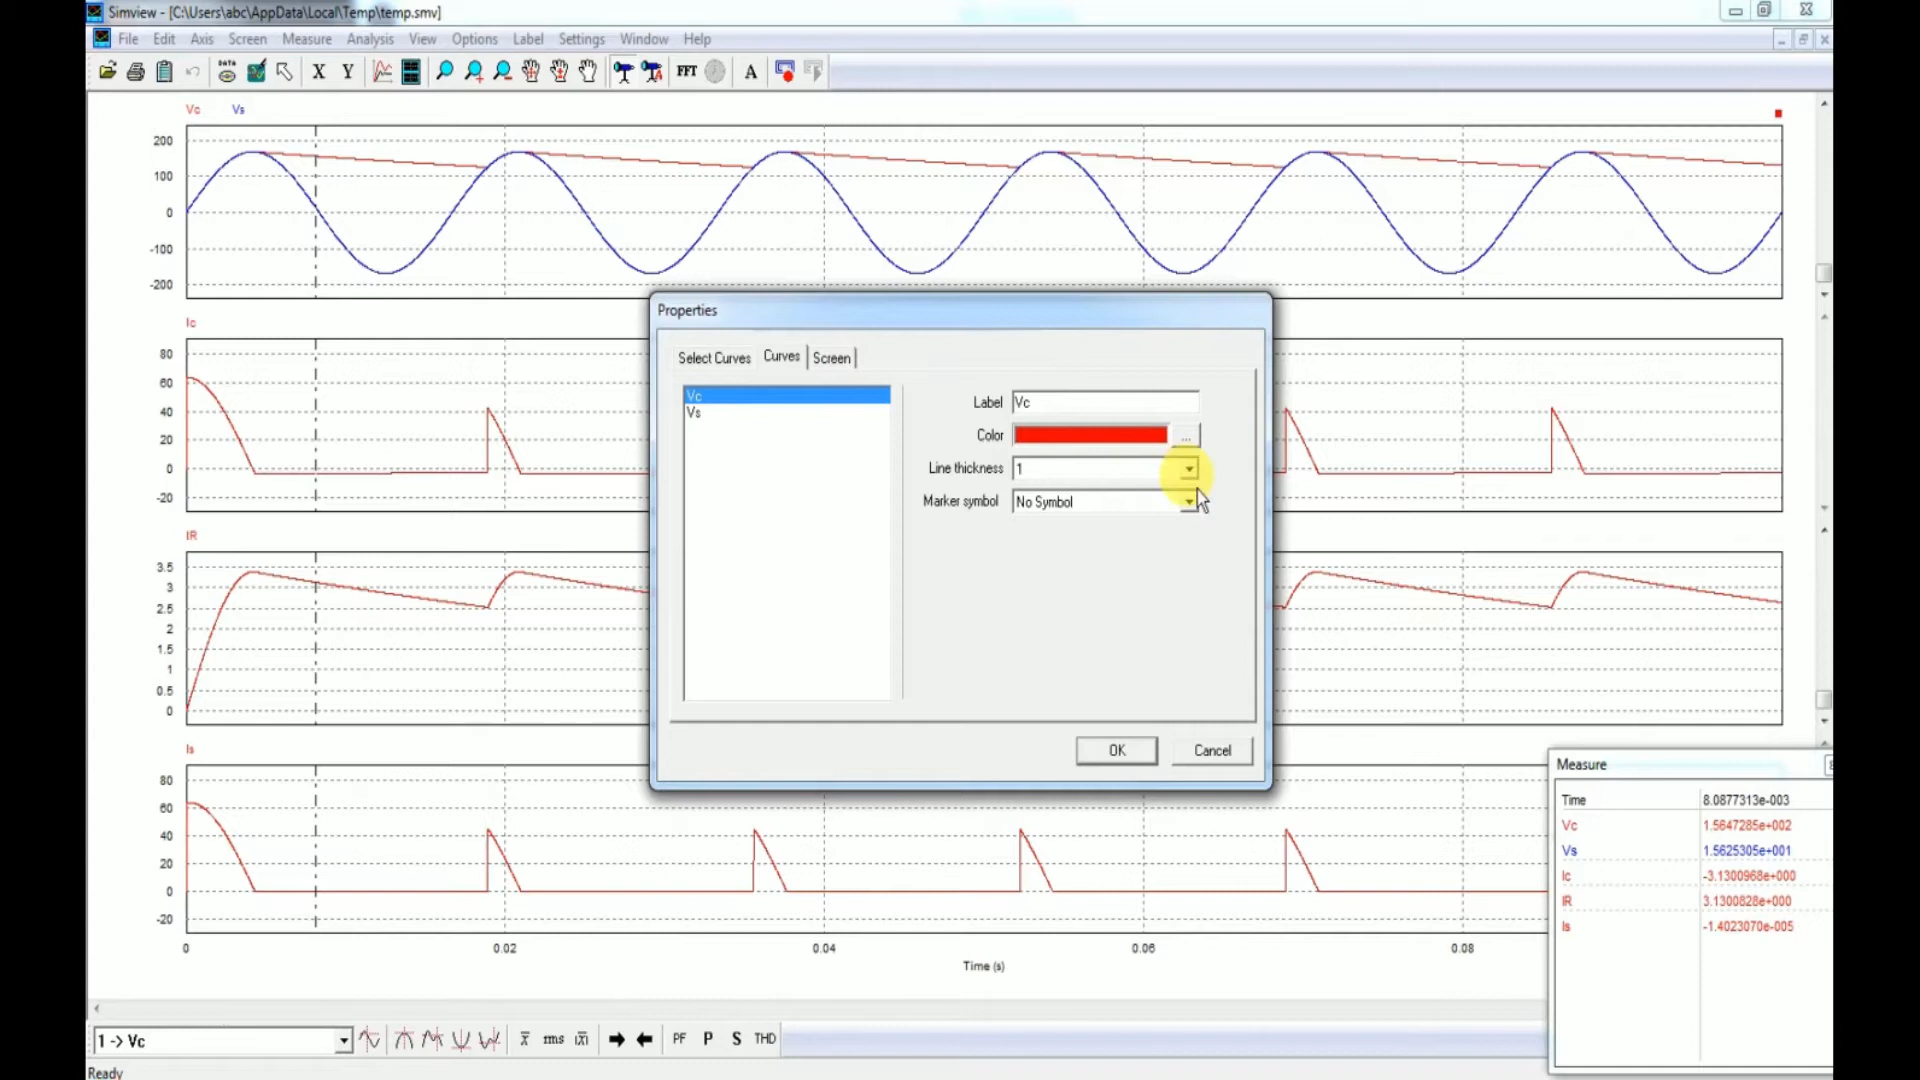 Simview - [C:\Users\abc\AppData\Local\Temp\temp.smv]
File Edit Axis Screen Measure Analysis View Options Label Settings Window Help
DATA X Y FFT A
Vc Vs
200
100
0
-100
-200
Ic
80
60
40
20
0
-20
IR
3.5
3
2.5
2
1.5
1
0.5
0
Is
80
60
40
20
0
-20
0 0.02 0.04 0.06 0.08
Time (s)
Properties
Select Curves Curves Screen
Vc
Vs
Label Vc
Color ...
Line thickness 1
Marker symbol No Symbol
OK Cancel
Measure
Time 8.0877313e-003
Vc 1.5647285e+002
Vs 1.5625305e+001
Ic -3.1300968e+000
IR 3.1300828e+000
Is -1.4023070e-005
1 -> Vc x rms |x| PF P S THD
Ready